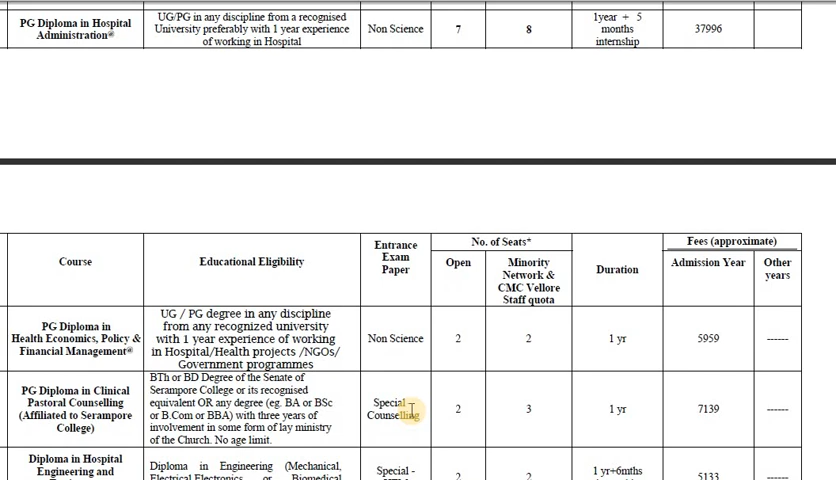 PG Diploma in Hospital
Administration@
UG/PG in any discipline from a recognised
University preferably with 1 year experience
of working in Hospital
Non Science
7
8
1year + 5
months
internship
37996
Course
Educational Eligibility
Entrance
Exam
Paper
No. of Seats*
Open
Minority
Network &
CMC Vellore
Staff quota
Duration
Fees (approximate)
Admission Year
Other
years
PG Diploma in
Health Economics, Policy &
Financial Management@
UG / PG degree in any discipline
from any recognized university
with 1 year experience of working
in Hospital/Health projects /NGOs/
Government programmes
Non Science
2
2
1 yr
5959
------
PG Diploma in Clinical
Pastoral Counselling
(Affiliated to Serampore
College)
BTh or BD Degree of the Senate of
Serampore College or its recognised
equivalent OR any degree (eg. BA or BSc
or B.Com or BBA) with three years of
involvement in some form of lay ministry
of the Church. No age limit.
Special -
Counselling
2
3
1 yr
7139
------
Diploma in Hospital
Engineering and
Diploma in Engineering (Mechanical,
Electrical,Electronics or Biomedical
Special -
2
2
1 yr+6mths
5133
------